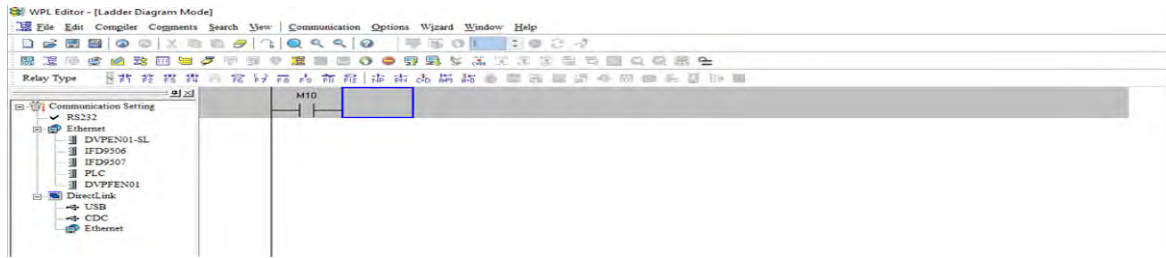 WPL Editor - [Ladder Diagram Mode]
File Edit Compiler Comments Search View Communication Options Wizard Window Help
Relay Type
M10
Communication Setting
RS232
Ethernet
DVPEN01-SL
IFD9506
IFD9507
PLC
DVPFEN01
DirectLink
USB
CDC
Ethernet